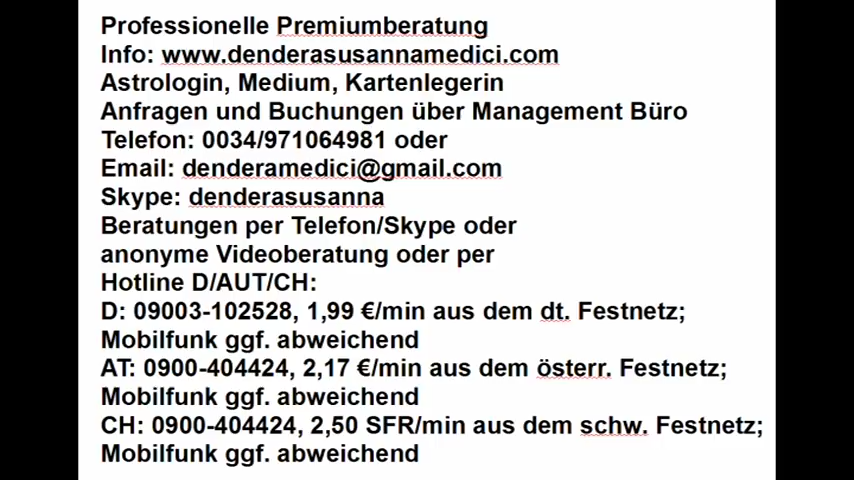 Professionelle Premiumberatung
Info: www.denderasusannamedici.com
Astrologin, Medium, Kartenlegerin
Anfragen und Buchungen über Management Büro
Telefon: 0034/971064981 oder
Email: denderamedici@gmail.com
Skype: denderasusanna
Beratungen per Telefon/Skype oder
anonyme Videoberatung oder per
Hotline D/AUT/CH:
D: 09003-102528, 1,99 €/min aus dem dt. Festnetz;
Mobilfunk ggf. abweichend
AT: 0900-404424, 2,17 €/min aus dem österr. Festnetz;
Mobilfunk ggf. abweichend
CH: 0900-404424, 2,50 SFR/min aus dem schw. Festnetz;
Mobilfunk ggf. abweichend